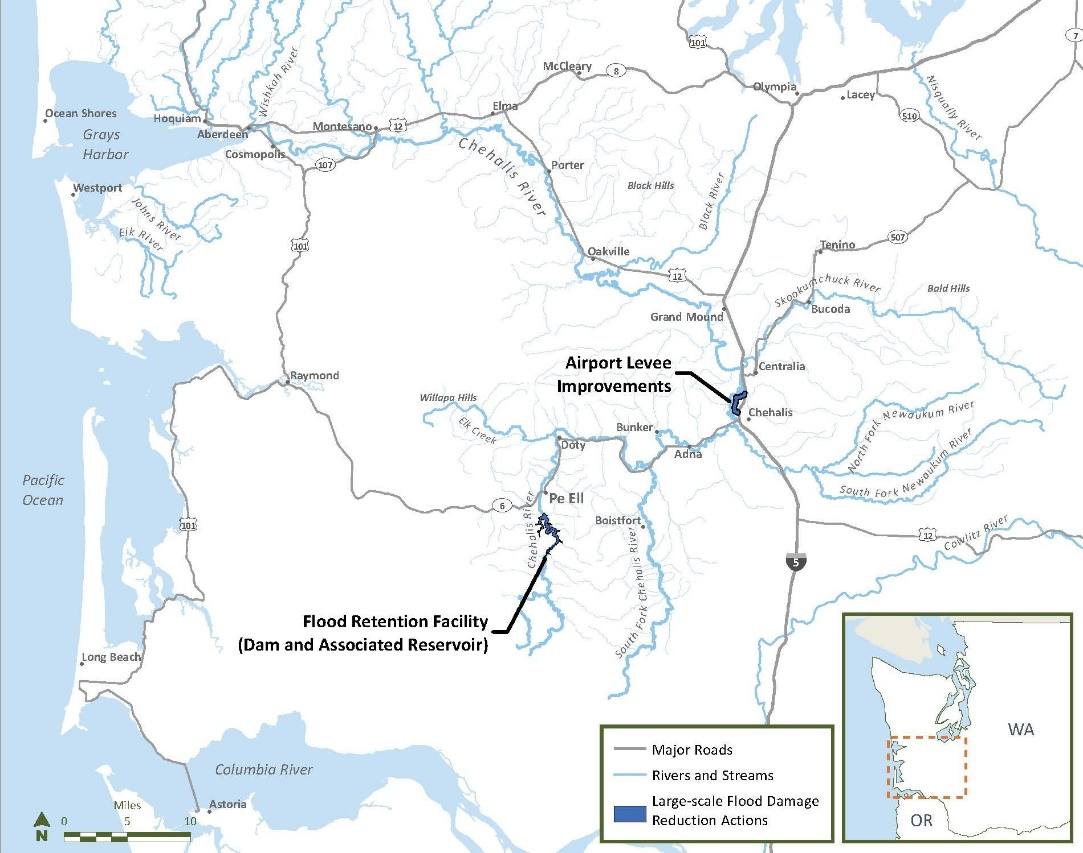 101
7
McCleary
8
Olympia
Lacey
Nisqually River
510
Wishkah River
Ocean Shores
Grays
Harbor
Hoquiam
Aberdeen
Cosmopolis
Montesano
12
Elma
107
Chehalis River
Porter
Black Hills
Black River
Westport
Johns River
Elk River
101
Oakville
12
507
Tenino
Skookumchuck River
Bald Hills
Bucoda
Grand Mound
Airport Levee
Improvements
Centralia
Chehalis
Raymond
Willapa Hills
Elk Creek
Doty
Bunker
Adna
North Fork Newaukum River
South Fork Newaukum River
Pacific
Ocean
101
6
Pe Ell
Chehalis River
Boistfort
South Fork Chehalis River
12
Cowlitz River
5
Flood Retention Facility
(Dam and Associated Reservoir)
Long Beach
Columbia River
Astoria
Miles
N
0
5
10
Major Roads
Rivers and Streams
Large-scale Flood Damage
Reduction Actions
WA
OR